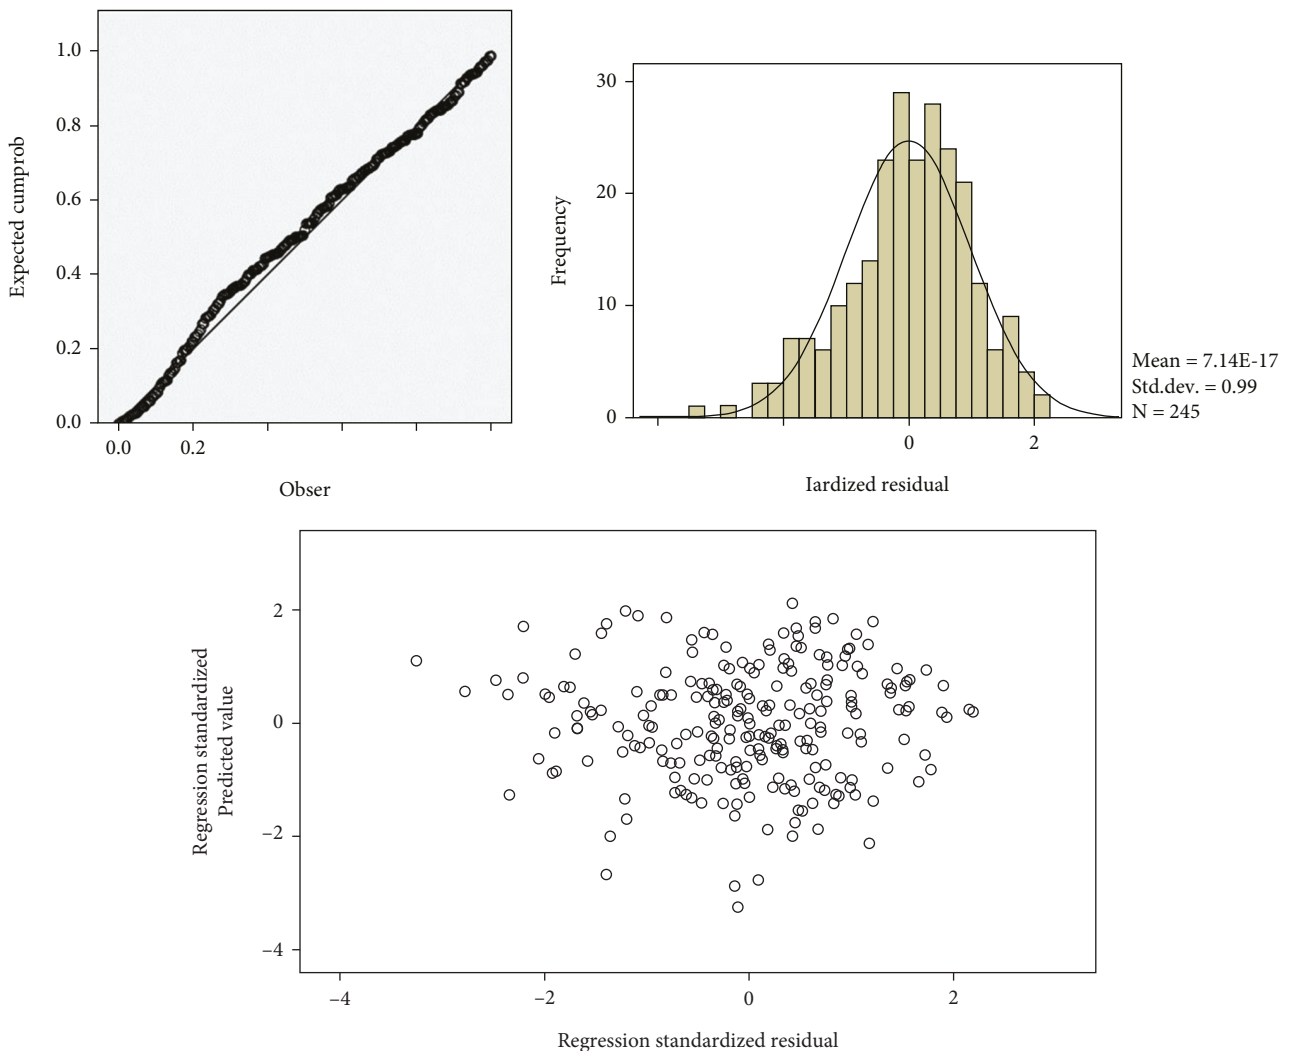 Expected cumprob
1.0
0.8
0.6
0.4
0.2
0.0
0.0 0.2
Obser
Frequency
30
20
10
0
0 2
Iardized residual
Mean = 7.14E-17
Std.dev. = 0.99
N = 245
Regression standardized
Predicted value
2
0
−2
−4
−4 −2 0 2
Regression standardized residual